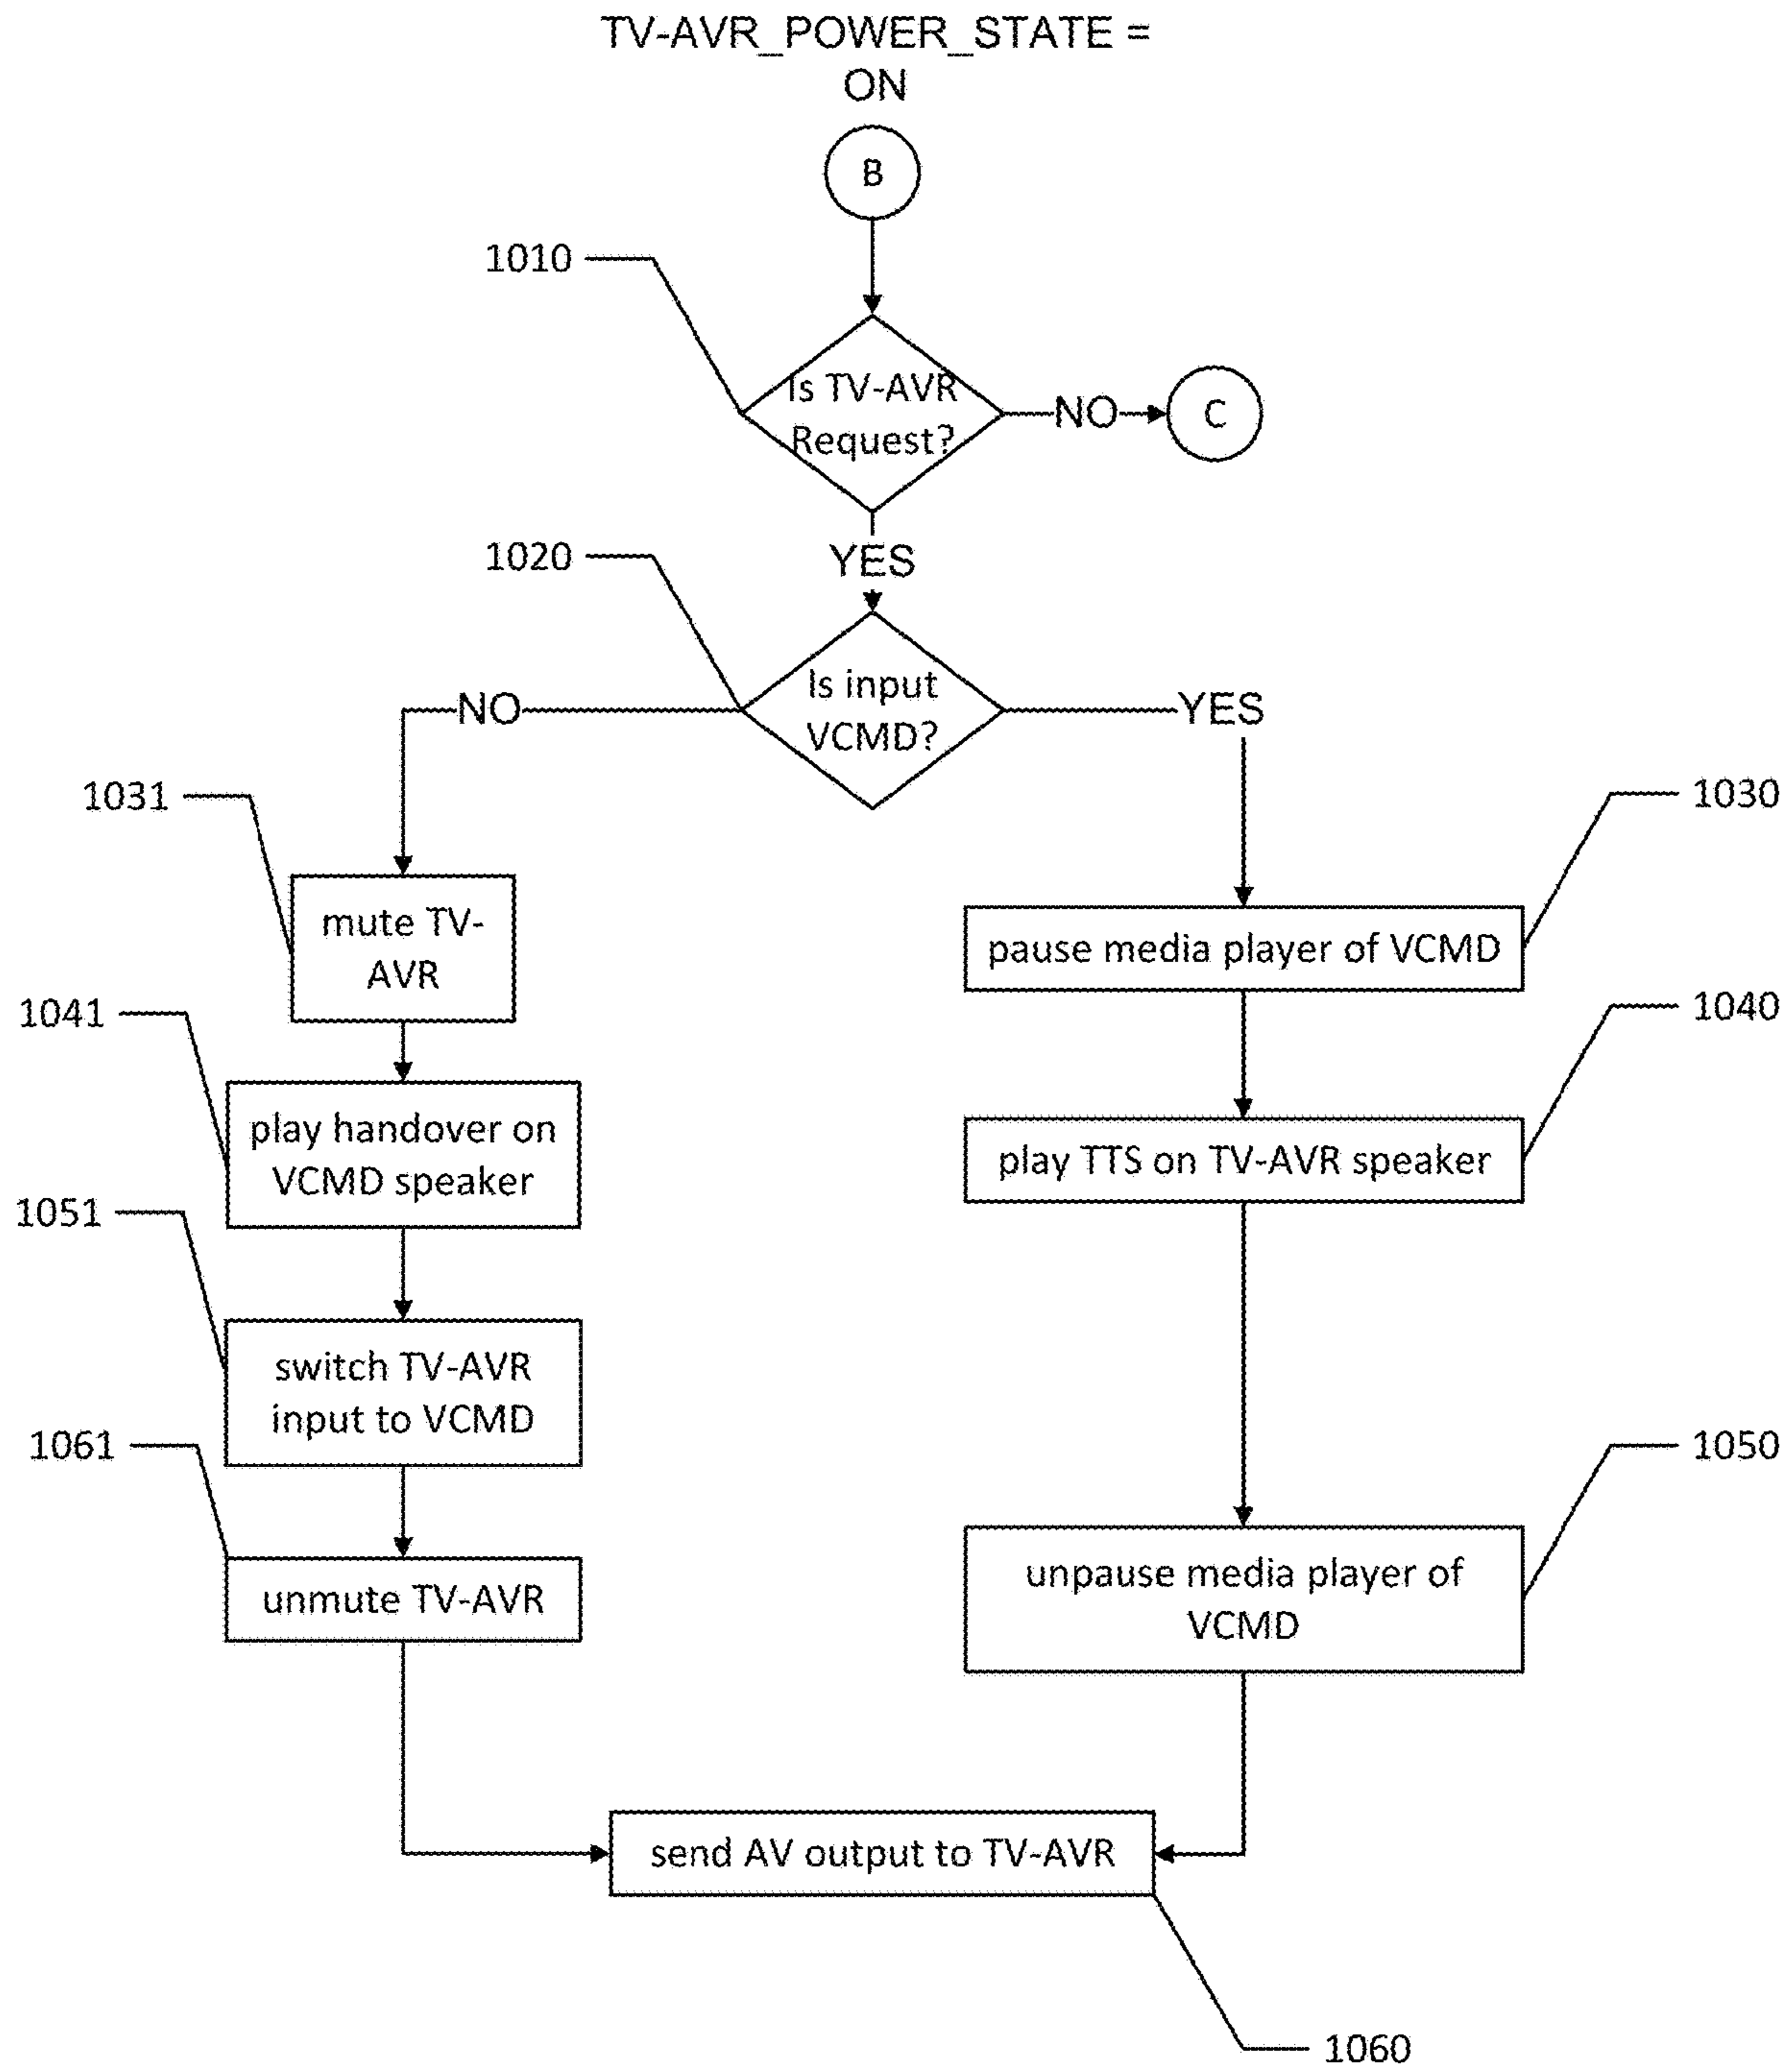 TV-AVR_POWER_STATE =
ON
B
1010
Is TV-AVR
Request?
NO
C
YES
1020
Is input
VCMD?
NO
YES
1031
1030
mute TV-
AVR
pause media player of VCMD
1041
1040
play handover on
VCMD speaker
play TTS on TV-AVR speaker
1051
switch TV-AVR
input to VCMD
1061
1050
unmute TV-AVR
unpause media player of
VCMD
send AV output to TV-AVR
1060